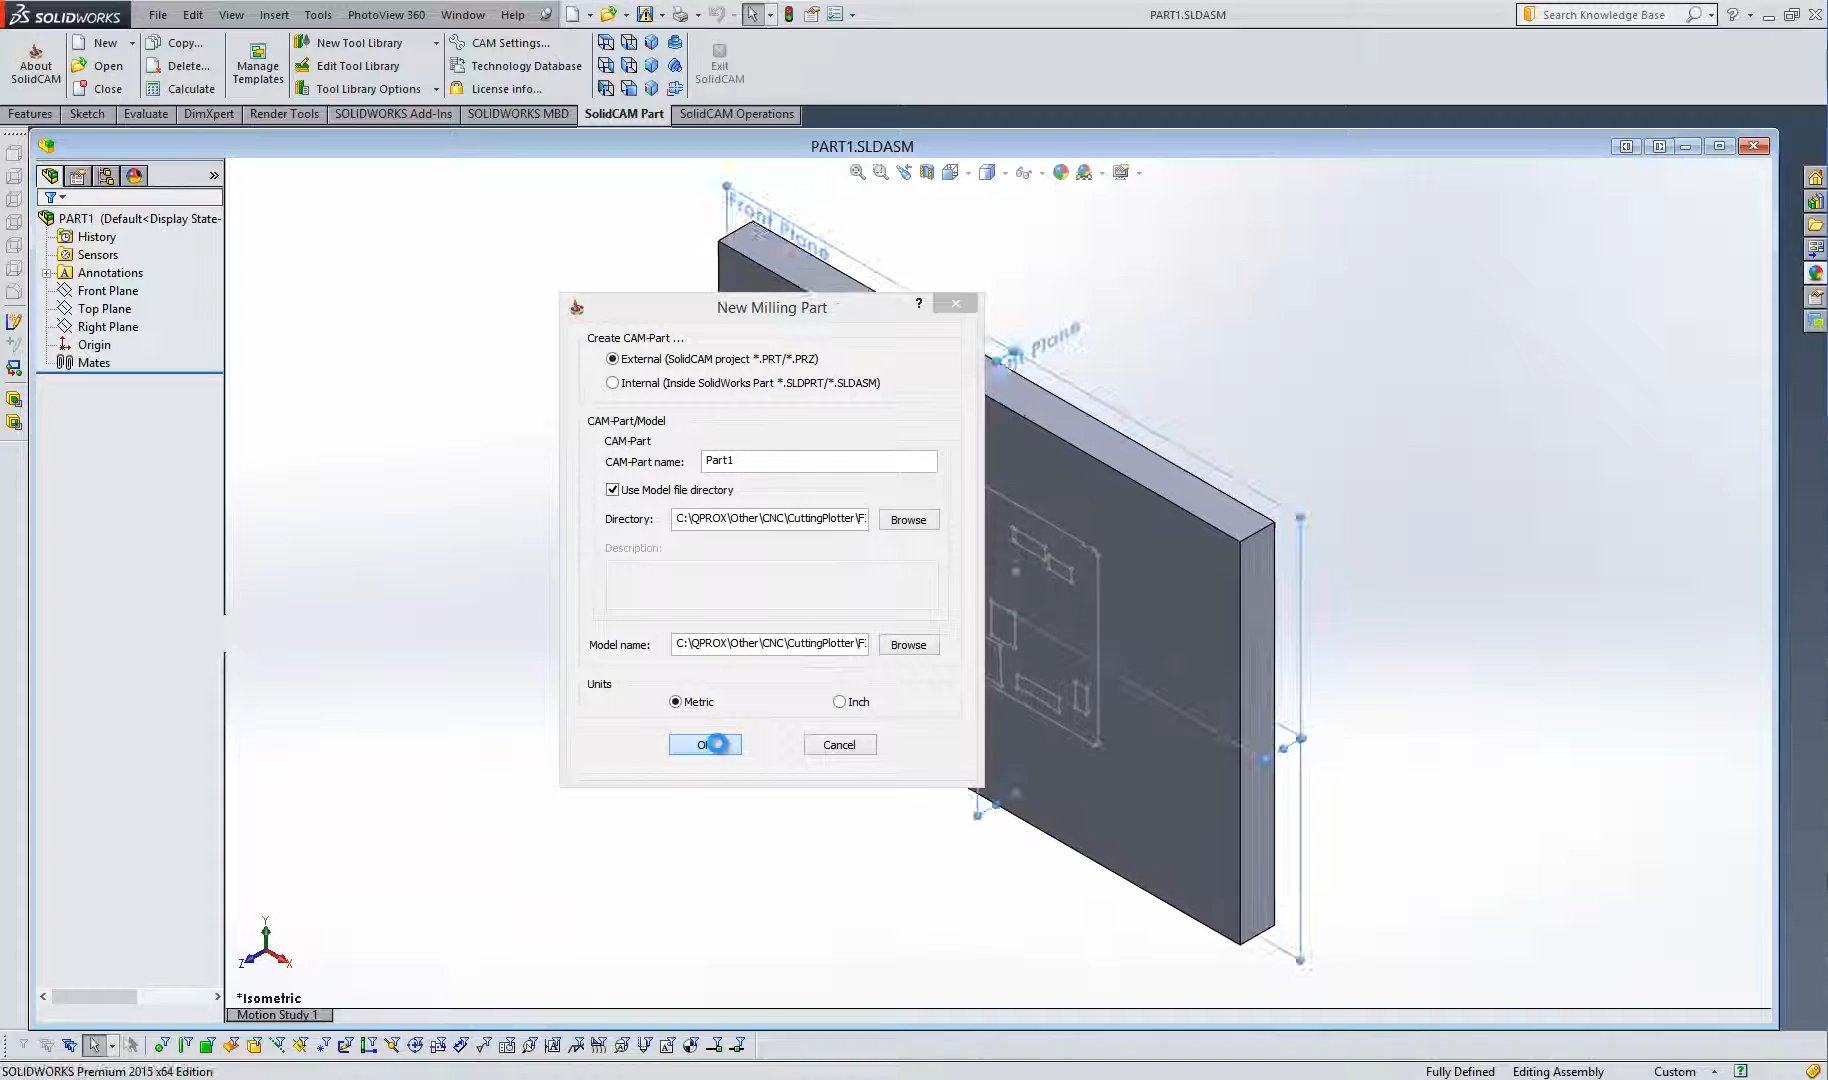 SOLIDWORKS File Edit View Insert Tools PhotoView 360 Window Help PART1.SLDASM Search Knowledge Base
About SolidCAM
New
Open
Close
Copy...
Delete...
Calculate
Manage Templates
New Tool Library
Edit Tool Library
Tool Library Options
CAM Settings...
Technology Database
License info...
Exit SolidCAM
Features Sketch Evaluate DimXpert Render Tools SOLIDWORKS Add-Ins SOLIDWORKS MBD SolidCAM Part SolidCAM Operations
PART1.SLDASM
PART1 (Default<Display State-
History
Sensors
Annotations
Front Plane
Top Plane
Right Plane
Origin
Mates
Front Plane
Plane
New Milling Part
Create CAM-Part ...
External (SolidCAM project *.PRT/*.PRZ)
Internal (Inside SolidWorks Part *.SLDPRT/*.SLDASM)
CAM-Part/Model
CAM-Part
CAM-Part name: Part1
Use Model file directory
Directory: C:\QPROX\Other\CNC\CuttingPlotter\F Browse
Description:
Model name: C:\QPROX\Other\CNC\CuttingPlotter\F Browse
Units
Metric Inch
Cancel
Y
Z X
*Isometric
Motion Study 1
SOLIDWORKS Premium 2015 x64 Edition Fully Defined Editing Assembly Custom